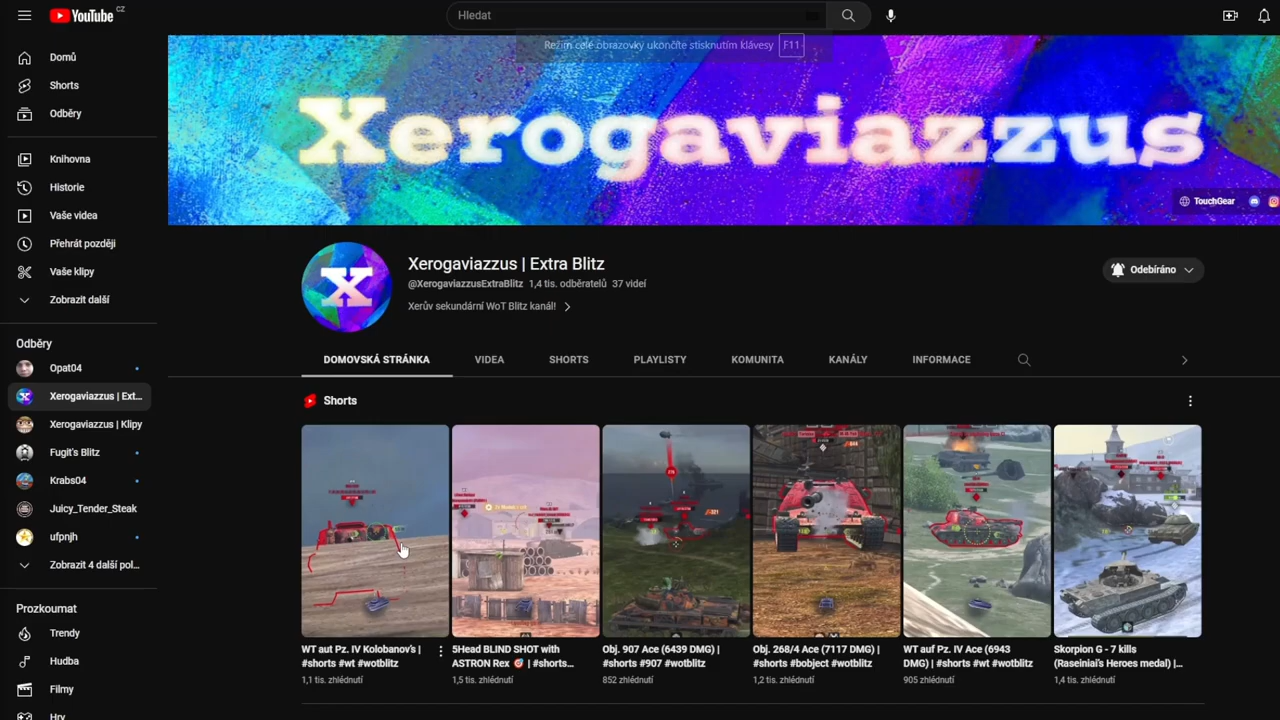 YouTube CZ
Hledat
Režim celé obrazovky ukončíte stisknutím klávesy F11
Domů
Shorts
Odběry
Knihovna
Historie
Vaše videa
Přehrát později
Vaše klipy
Zobrazit další
Odběry
Opat04
Xerogaviazzus | Ext...
Xerogaviazzus | Klipy
Fugit's Blitz
Krabs04
Juicy_Tender_Steak
ufpnjh
Zobrazit 4 další pol...
Prozkoumat
Trendy
Hudba
Filmy
Hry
Xerogaviazzus
TouchGear
X
Xerogaviazzus | Extra Blitz
@XerogaviazzusExtraBlitz 1,4 tis. odběratelů 37 videí
Xerův sekundární WoT Blitz kanál!
Odebíráno
DOMOVSKÁ STRÁNKA VIDEA SHORTS PLAYLISTY KOMUNITA KANÁLY INFORMACE
Shorts
WT aut Pz. IV Kolobanov's |
#shorts #wt #wotblitz
1,1 tis. zhlédnutí
5Head BLIND SHOT with
ASTRON Rex 🎯 | #shorts...
1,5 tis. zhlédnutí
Obj. 907 Ace (6439 DMG) |
#shorts #907 #wotblitz
852 zhlédnutí
Obj. 268/4 Ace (7117 DMG) |
#shorts #bobject #wotblitz
1,2 tis. zhlédnutí
WT auf Pz. IV Ace (6943
DMG) | #shorts #wt #wotblitz
905 zhlédnutí
Skorpion G - 7 kills
(Raseiniai's Heroes medal) |...
1,4 tis. zhlédnutí